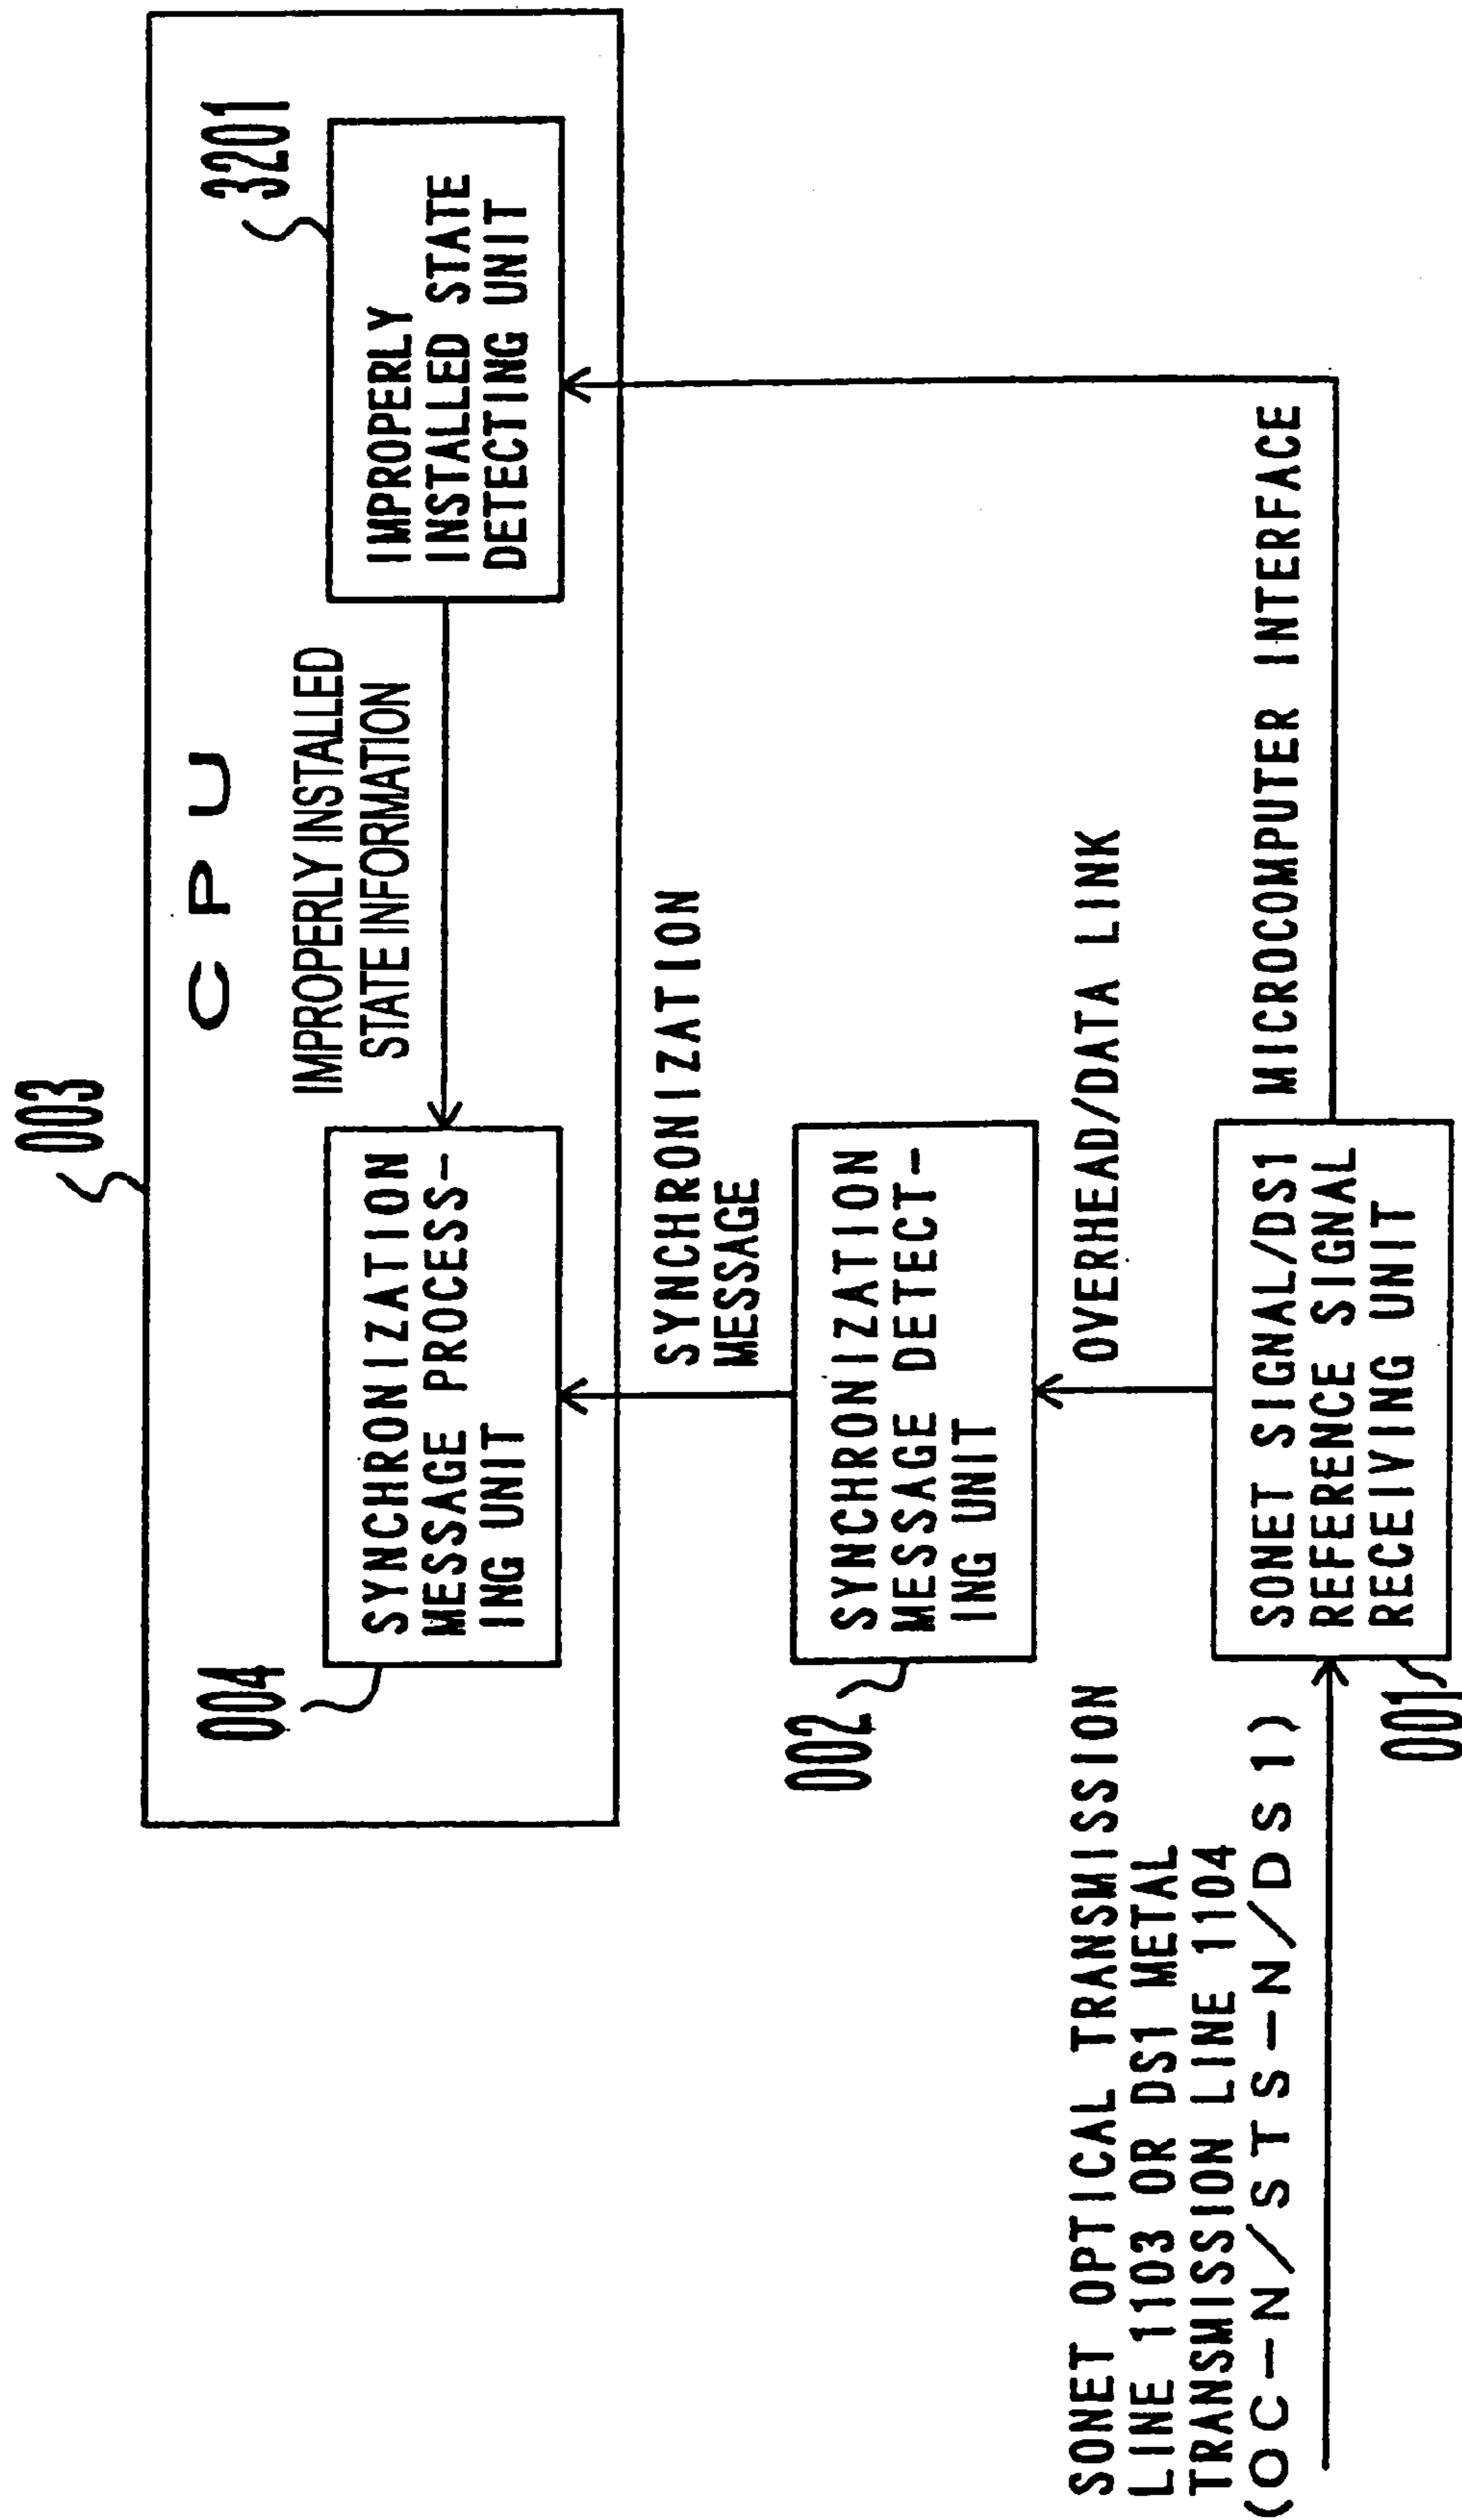 003
CPU
3201
004
IMPROPERLY INSTALLED
STATE INFORMATION
SYNCHRONIZATION
MESSAGE PROCESS-
ING UNIT
IMPROPERLY
INSTALLED STATE
DETECTING UNIT
SYNCHRONIZATION
MESSAGE
002
SYNCHRONIZATION
MESSAGE DETECT-
ING UNIT
OVERHEAD/DATA LINK
SONET OPTICAL TRANSMISSION
LINE 1103 OR DS1 METAL
TRANSMISSION LINE 1104
(OC-N/STS-N/DS1)
SONET SIGNAL/DS1
REFERENCE SIGNAL
RECEIVING UNIT
MICROCOMPUTER INTERFACE
001